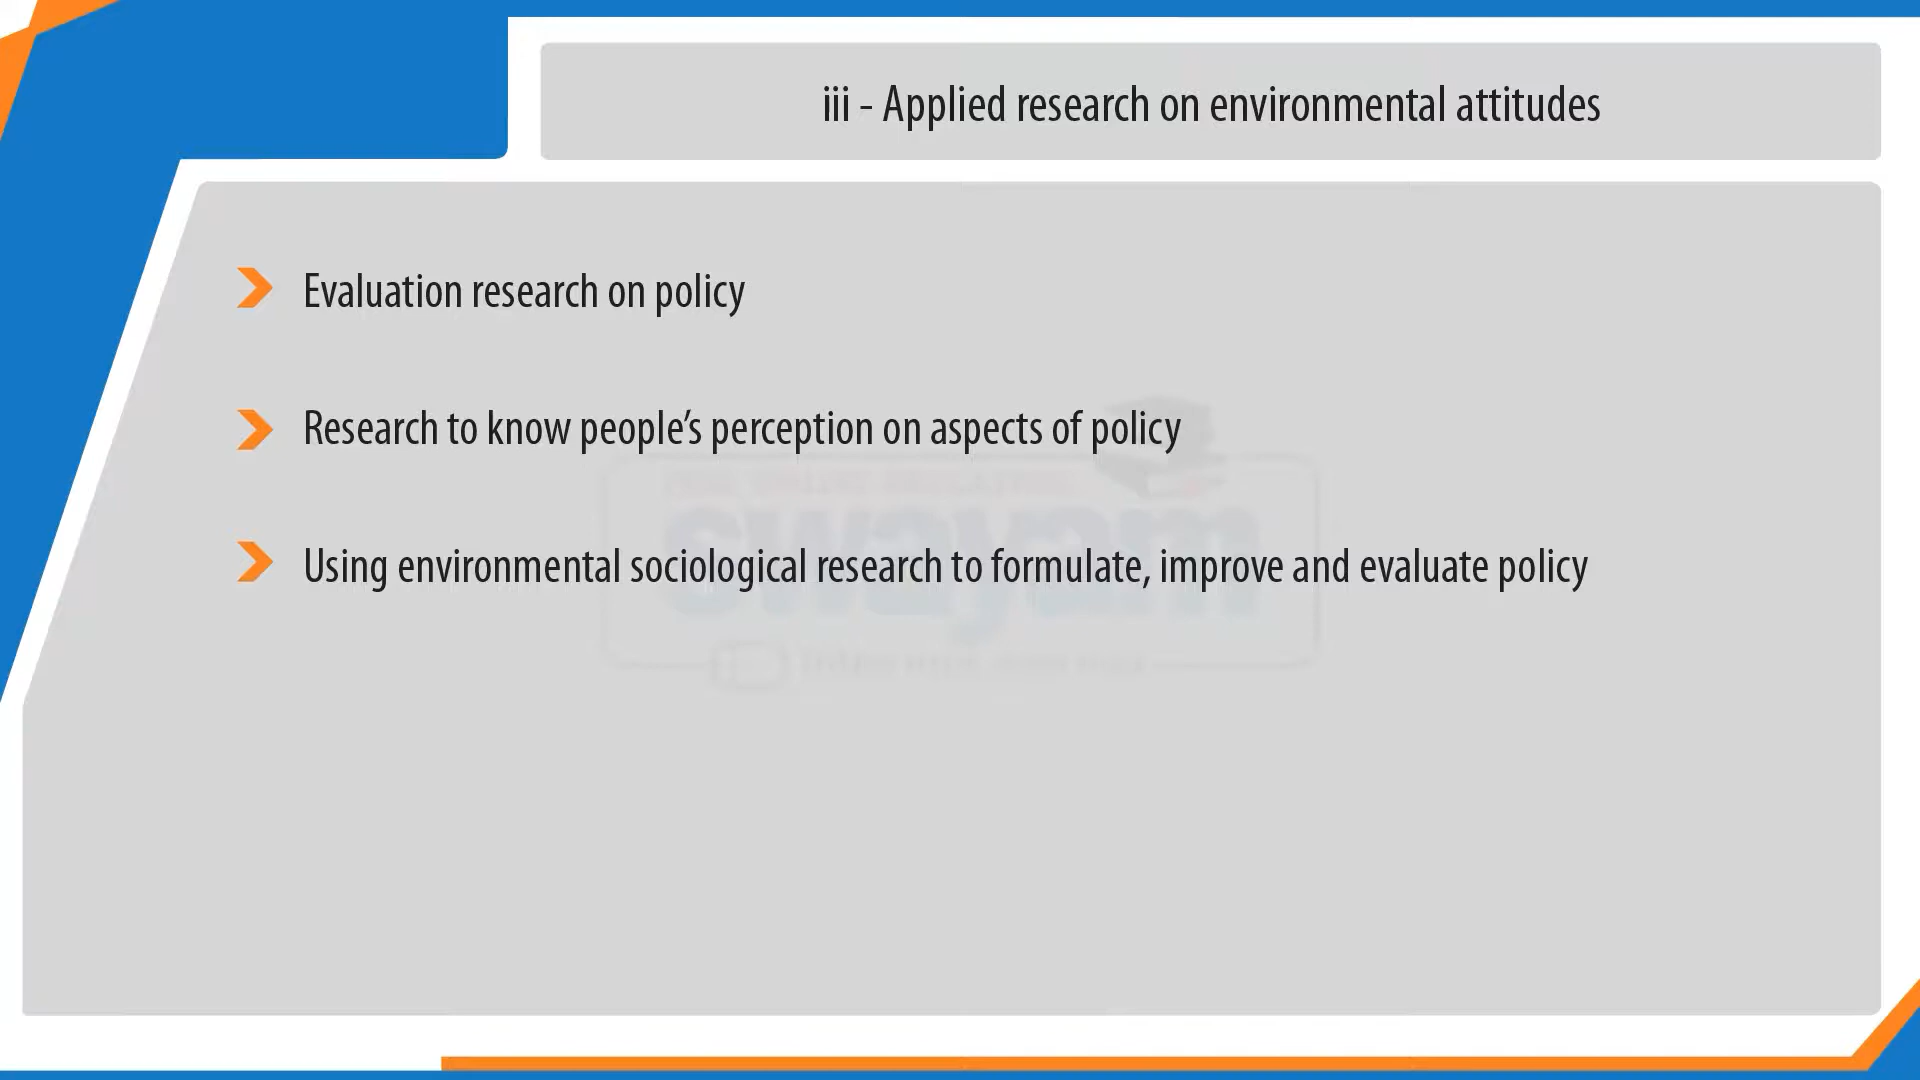 iii - Applied research on environmental attitudes
Evaluation research on policy
Research to know people’s perception on aspects of policy
Using environmental sociological research to formulate, improve and evaluate policy
swayam